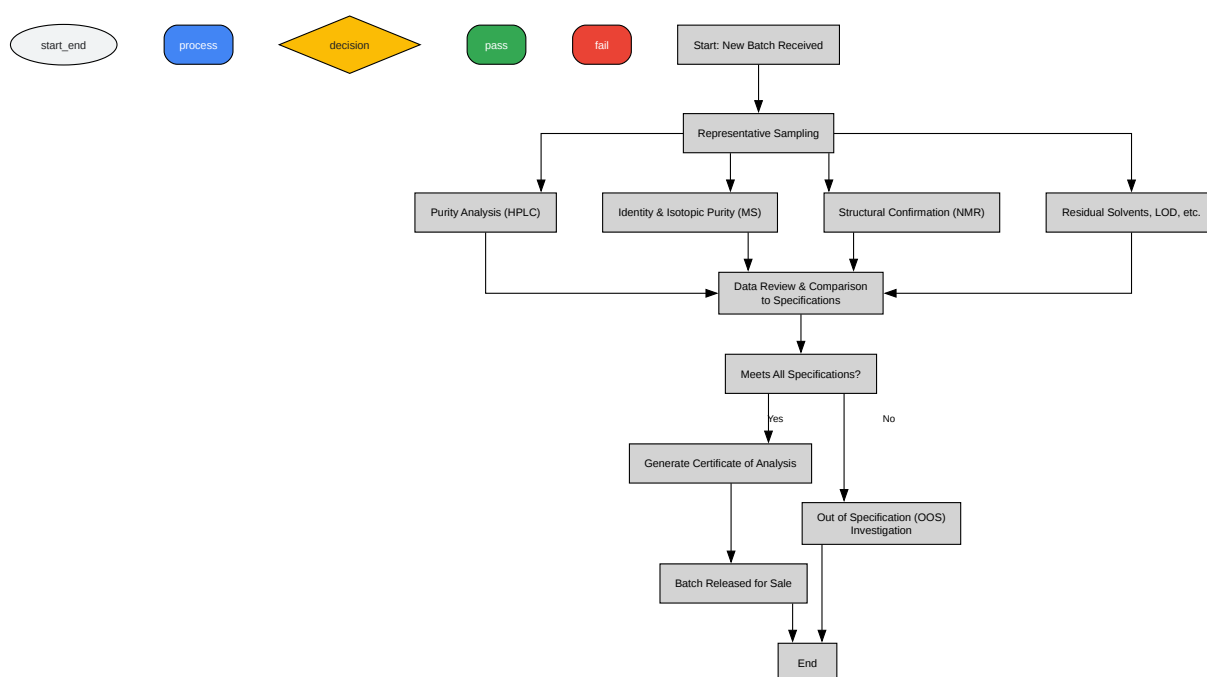 start_end
process
decision
pass
fail
Start: New Batch Received
Representative Sampling
Purity Analysis (HPLC)
Identity & Isotopic Purity (MS)
Structural Confirmation (NMR)
Residual Solvents, LOD, etc.
Data Review & Comparison
to Specifications
Meets All Specifications?
Yes
No
Generate Certificate of Analysis
Out of Specification (OOS)
Investigation
Batch Released for Sale
End